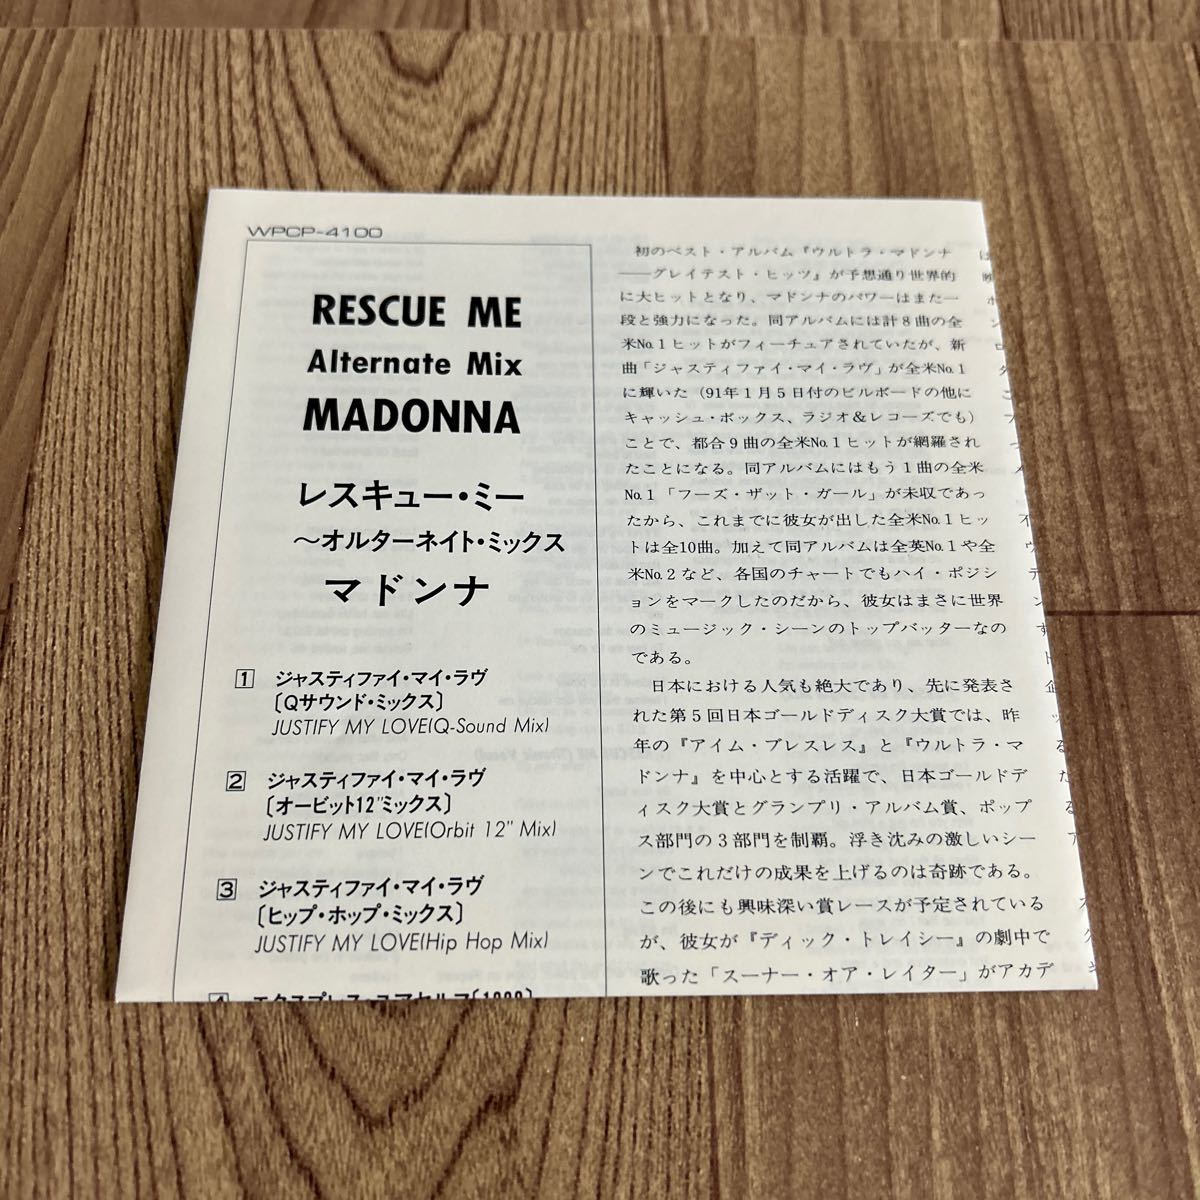 WPCP-4100
RESCUE ME
Alternate Mix
MADONNA
レスキュー・ミー
〜オルターネイト・ミックス
マドンナ
1 ジャスティファイ・マイ・ラヴ
〔Qサウンド・ミックス〕
JUSTIFY MY LOVE(Q-Sound Mix)
2 ジャスティファイ・マイ・ラヴ
〔オービット12"ミックス〕
JUSTIFY MY LOVE(Orbit 12" Mix)
3 ジャスティファイ・マイ・ラヴ
〔ヒップ・ホップ・ミックス〕
JUSTIFY MY LOVE(Hip Hop Mix)
初のベスト・アルバム『ウルトラ・マドンナ
――グレイテスト・ヒッツ』が予想通り世界的
に大ヒットとなり、マドンナのパワーはまた一
段と強力になった。同アルバムには計8曲の全
米No.1ヒットがフィーチュアされていたが、新
曲「ジャスティファイ・マイ・ラヴ」が全米No.1
に輝いた（91年1月5日付のビルボードの他に
キャッシュ・ボックス、ラジオ&レコーズでも）
ことで、都合9曲の全米No.1ヒットが網羅され
たことになる。同アルバムにはもう1曲の全米
No.1「フーズ・ザット・ガール」が未収であっ
たから、これまでに彼女が出した全米No.1ヒッ
トは全10曲。加えて同アルバムは全英No.1や全
米No.2など、各国のチャートでもハイ・ポジシ
ョンをマークしたのだから、彼女はまさに世界
のミュージック・シーンのトップバッターなの
である。
日本における人気も絶大であり、先に発表さ
れた第5回日本ゴールドディスク大賞では、昨
年の『アイム・ブレスレス』と『ウルトラ・マ
ドンナ』を中心とする活躍で、日本ゴールドデ
ィスク大賞とグランプリ・アルバム賞、ポップ
ス部門の3部門を制覇。浮き沈みの激しいシー
ンでこれだけの成果を上げるのは奇跡である。
この後にも興味深い賞レースが予定されている
が、彼女が『ディック・トレイシー』の劇中で
歌った「スーナー・オア・レイター」がアカデ